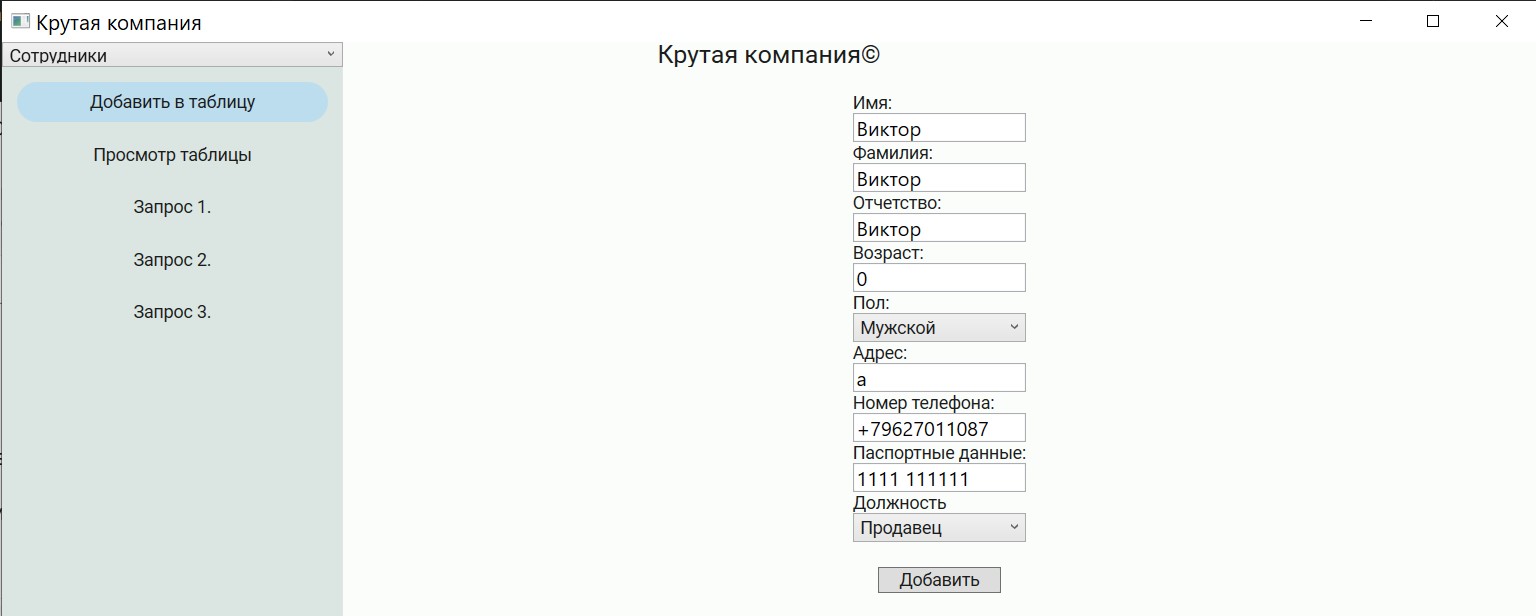 Крутая компания
Сотрудники
Добавить в таблицу
Просмотр таблицы
Запрос 1.
Запрос 2.
Запрос 3.
Крутая компания©
Имя:
Виктор
Фамилия:
Виктор
Отчетство:
Виктор
Возраст:
0
Пол:
Мужской
Адрес:
а
Номер телефона:
+79627011087
Паспортные данные:
1111 111111
Должность
Продавец
Добавить